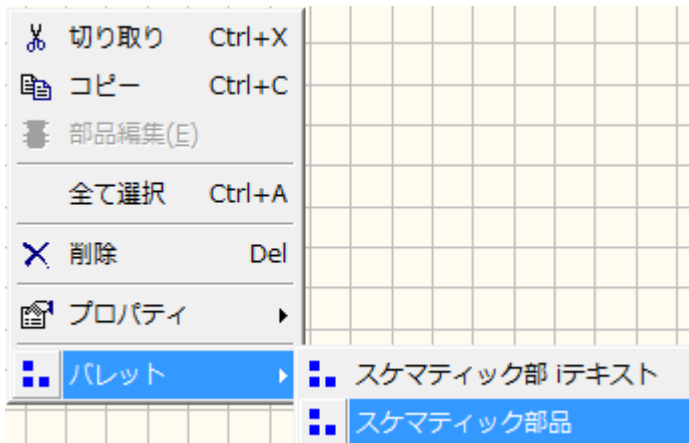 切り取り Ctrl+X
コピー Ctrl+C
部品編集(E)
全て選択 Ctrl+A
削除 Del
プロパティ
パレット
スケマティック部 iテキスト
スケマティック部品